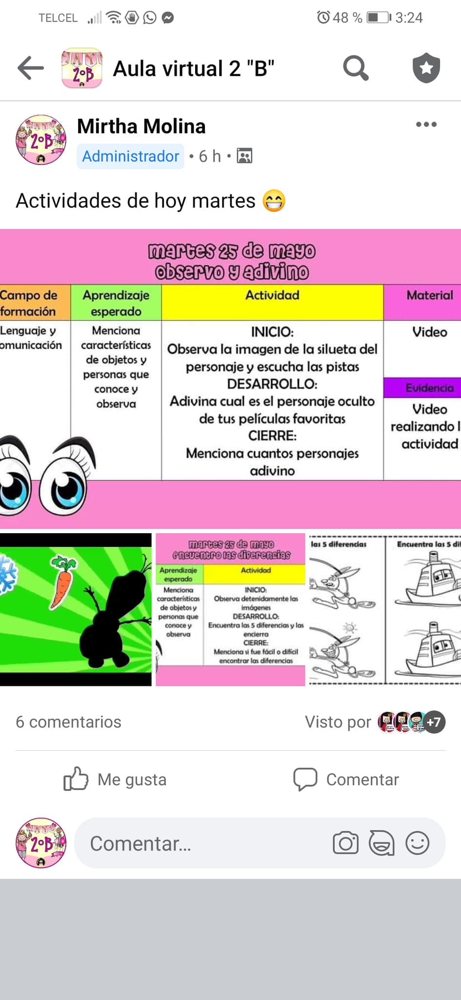 TELCEL
48 %
3:24
MAY
2°B
Aula virtual 2 "B"
MAYO
2°B
Mirtha Molina
Administrador • 6 h •
Actividades de hoy martes
martes 25 de mayo
observo y adivino
Campo de formación
Aprendizaje esperado
Actividad
Material
Lenguaje y
omunicación
Menciona
características
de objetos y
personas que
conoce y
observa
INICIO:
Observa la imagen de la silueta del
personaje y escucha las pistas
DESARROLLO:
Adivina cual es el personaje oculto
de tus películas favoritas
CIERRE:
Menciona cuantos personajes
adivino
Video
Evidencia
Video
realizando l
actividad
martes 25 de mayo
encuentro las diferencias
Aprendizaje
esperado
Actividad
Menciona
características
de objetos y
personas que
conoce y
observa
INICIO:
Observa detenidamente las
imágenes
DESARROLLO:
Encuentra las 5 diferencias y las
encierra
CIERRE:
Menciona si fue fácil o difícil
encontrar las diferencias
las 5 diferencias
Encuentra las 5 di
6 comentarios
Visto por
+7
Me gusta
Comentar
MAYO
2°B
Comentar...